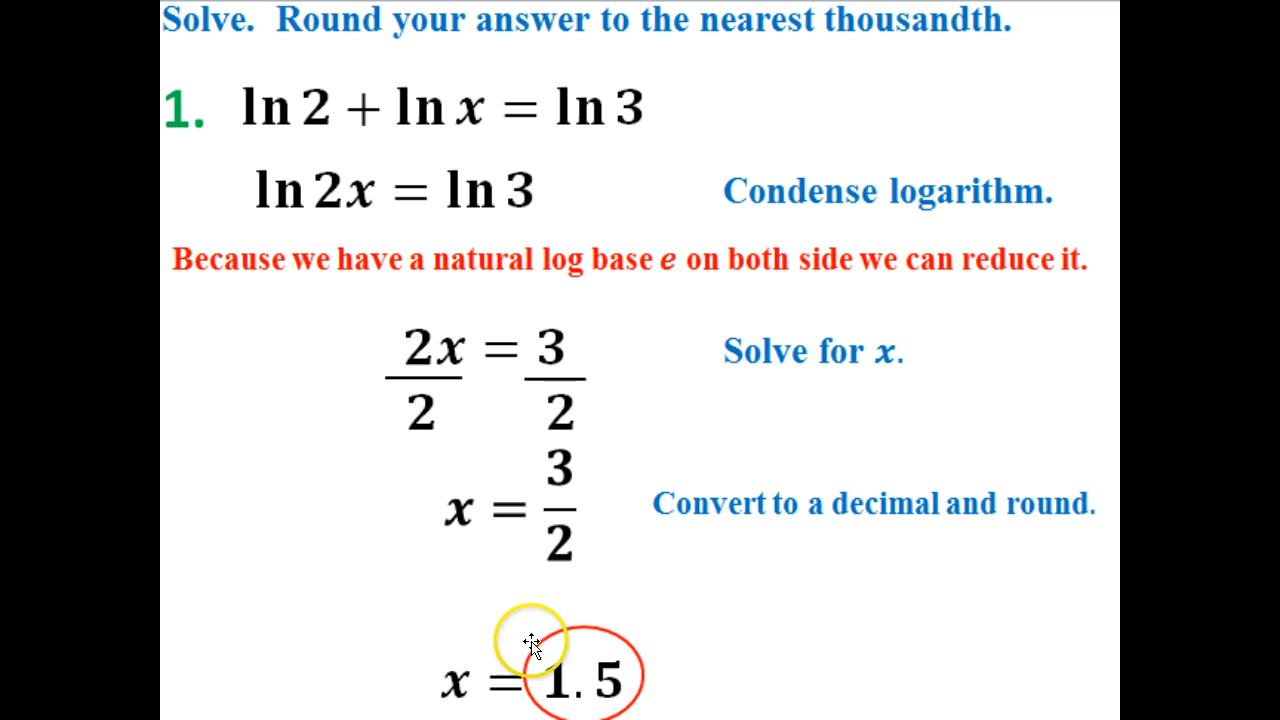 Solve. Round your answer to the nearest thousandth.
1. ln 2 + ln x = ln 3
ln 2x = ln 3 Condense logarithm.
Because we have a natural log base e on both side we can reduce it.
2x = 3 Solve for x.
2 2
3
x = Convert to a decimal and round.
2
x = 1.5